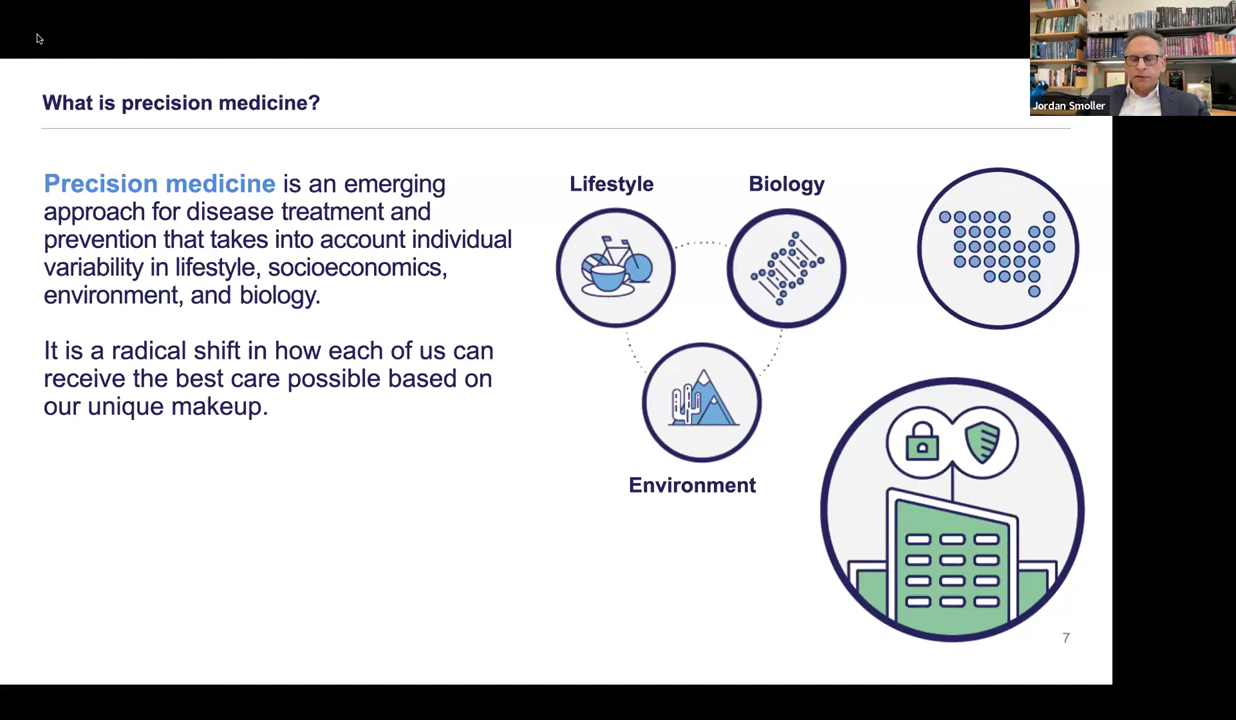 Jordan Smoller
What is precision medicine?
Precision medicine is an emerging
approach for disease treatment and
prevention that takes into account individual
variability in lifestyle, socioeconomics,
environment, and biology.
It is a radical shift in how each of us can
receive the best care possible based on
our unique makeup.
Lifestyle
Biology
Environment
7